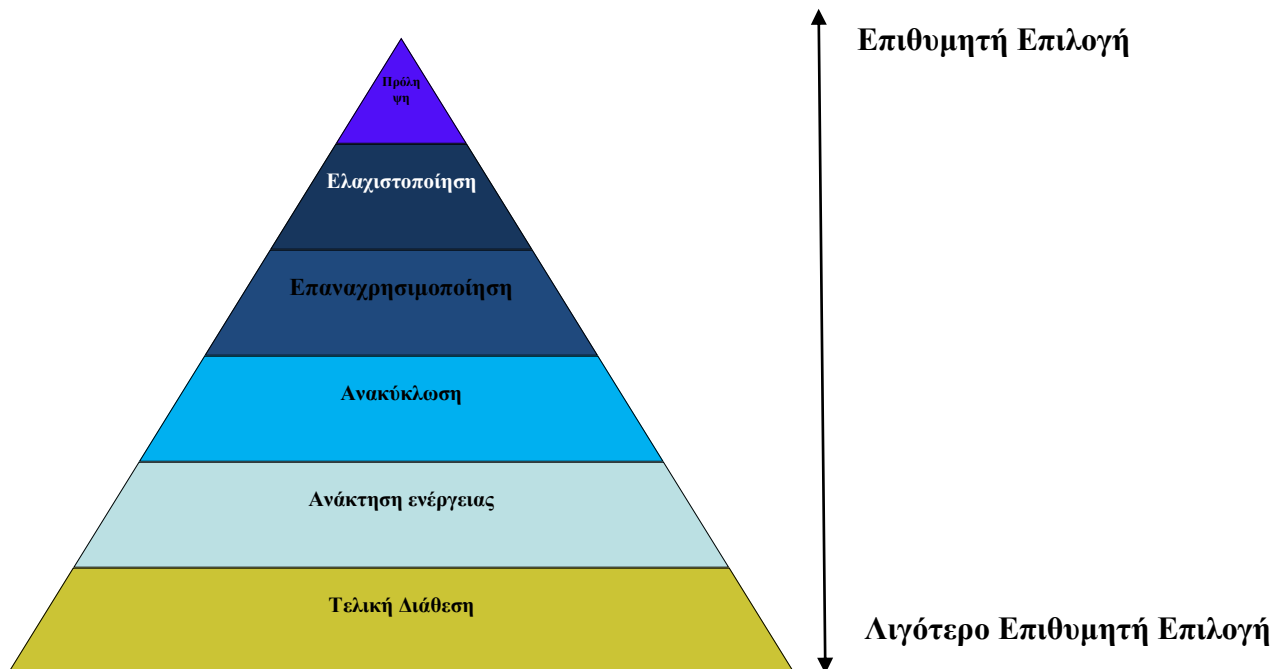 Επιθυμητή Επιλογή
Πρόλη
ψη
Ελαχιστοποίηση
Επαναχρησιμοποίηση
Ανακύκλωση
Ανάκτηση ενέργειας
Τελική Διάθεση
Λιγότερο Επιθυμητή Επιλογή